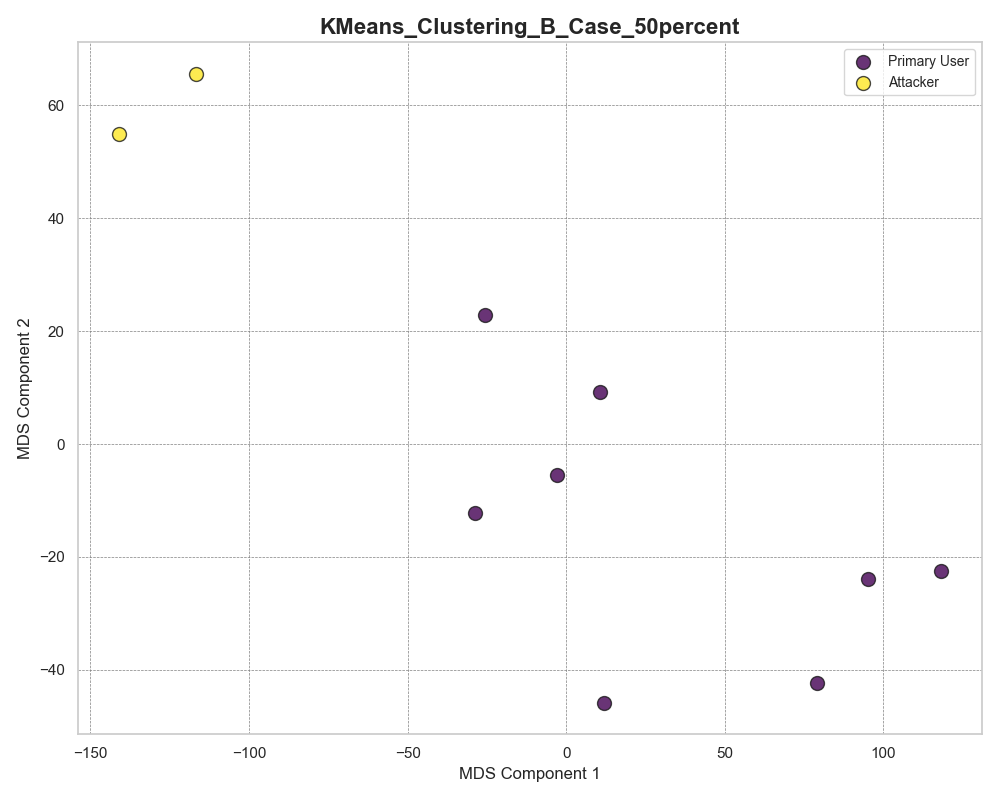 KMeans_Clustering_B_Case_50percent
Primary User
Attacker
60
40
20
0
−20
−40
MDS Component 2
−150
−100
−50
0
50
100
MDS Component 1